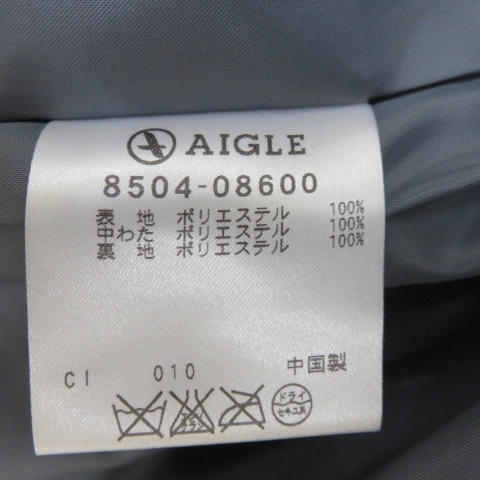 AIGLE
8504-08600
表 地 ポリエステル 100%
中わた ポリエステル 100%
裏 地 ポリエステル 100%
CI 010 中国製
ドライ
セキユ系